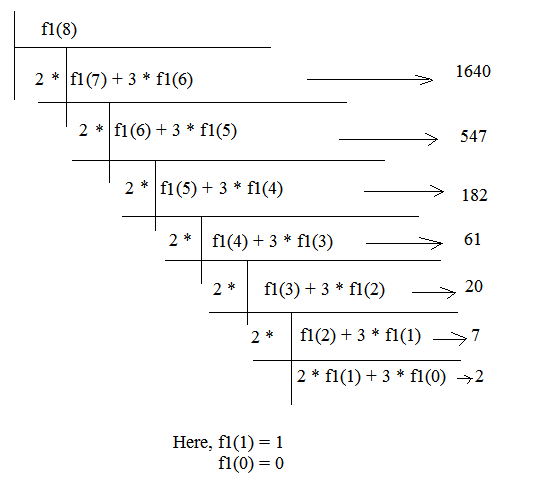 f1(8)
2 * f1(7) + 3 * f1(6) 1640
2 * f1(6) + 3 * f1(5) 547
2 * f1(5) + 3 * f1(4) 182
2 * f1(4) + 3 * f1(3) 61
2 * f1(3) + 3 * f1(2) 20
2 * f1(2) + 3 * f1(1) 7
2 * f1(1) + 3 * f1(0) 2
Here, f1(1) = 1
f1(0) = 0